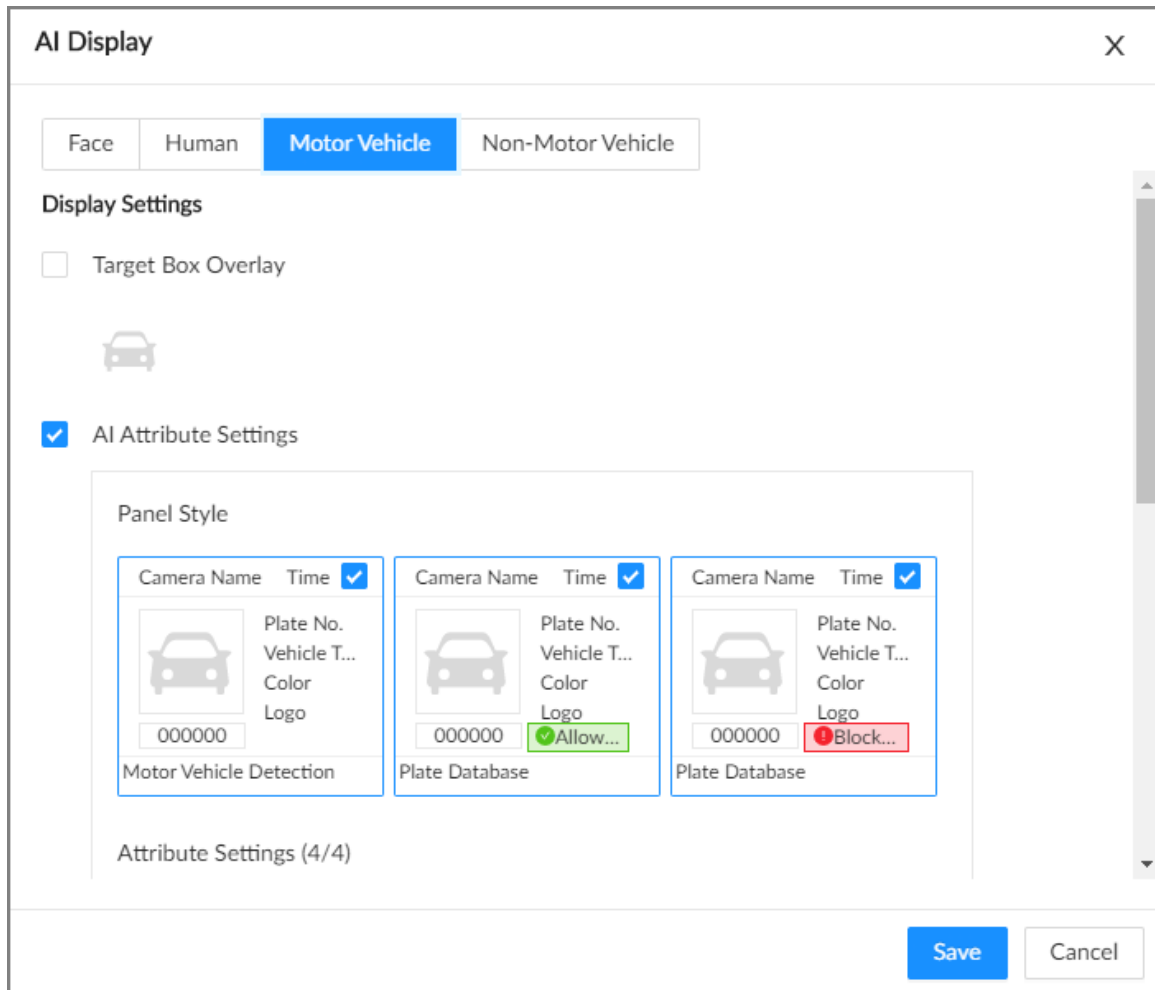 AI Display
X
Face Human Motor Vehicle Non-Motor Vehicle
Display Settings
Target Box Overlay
AI Attribute Settings
Panel Style
Camera Name Time
Plate No.
Vehicle T...
Color
Logo
000000
Motor Vehicle Detection
Camera Name Time
Plate No.
Vehicle T...
Color
Logo
000000
Allow...
Plate Database
Camera Name Time
Plate No.
Vehicle T...
Color
Logo
000000
Block...
Plate Database
Attribute Settings (4/4)
Save Cancel